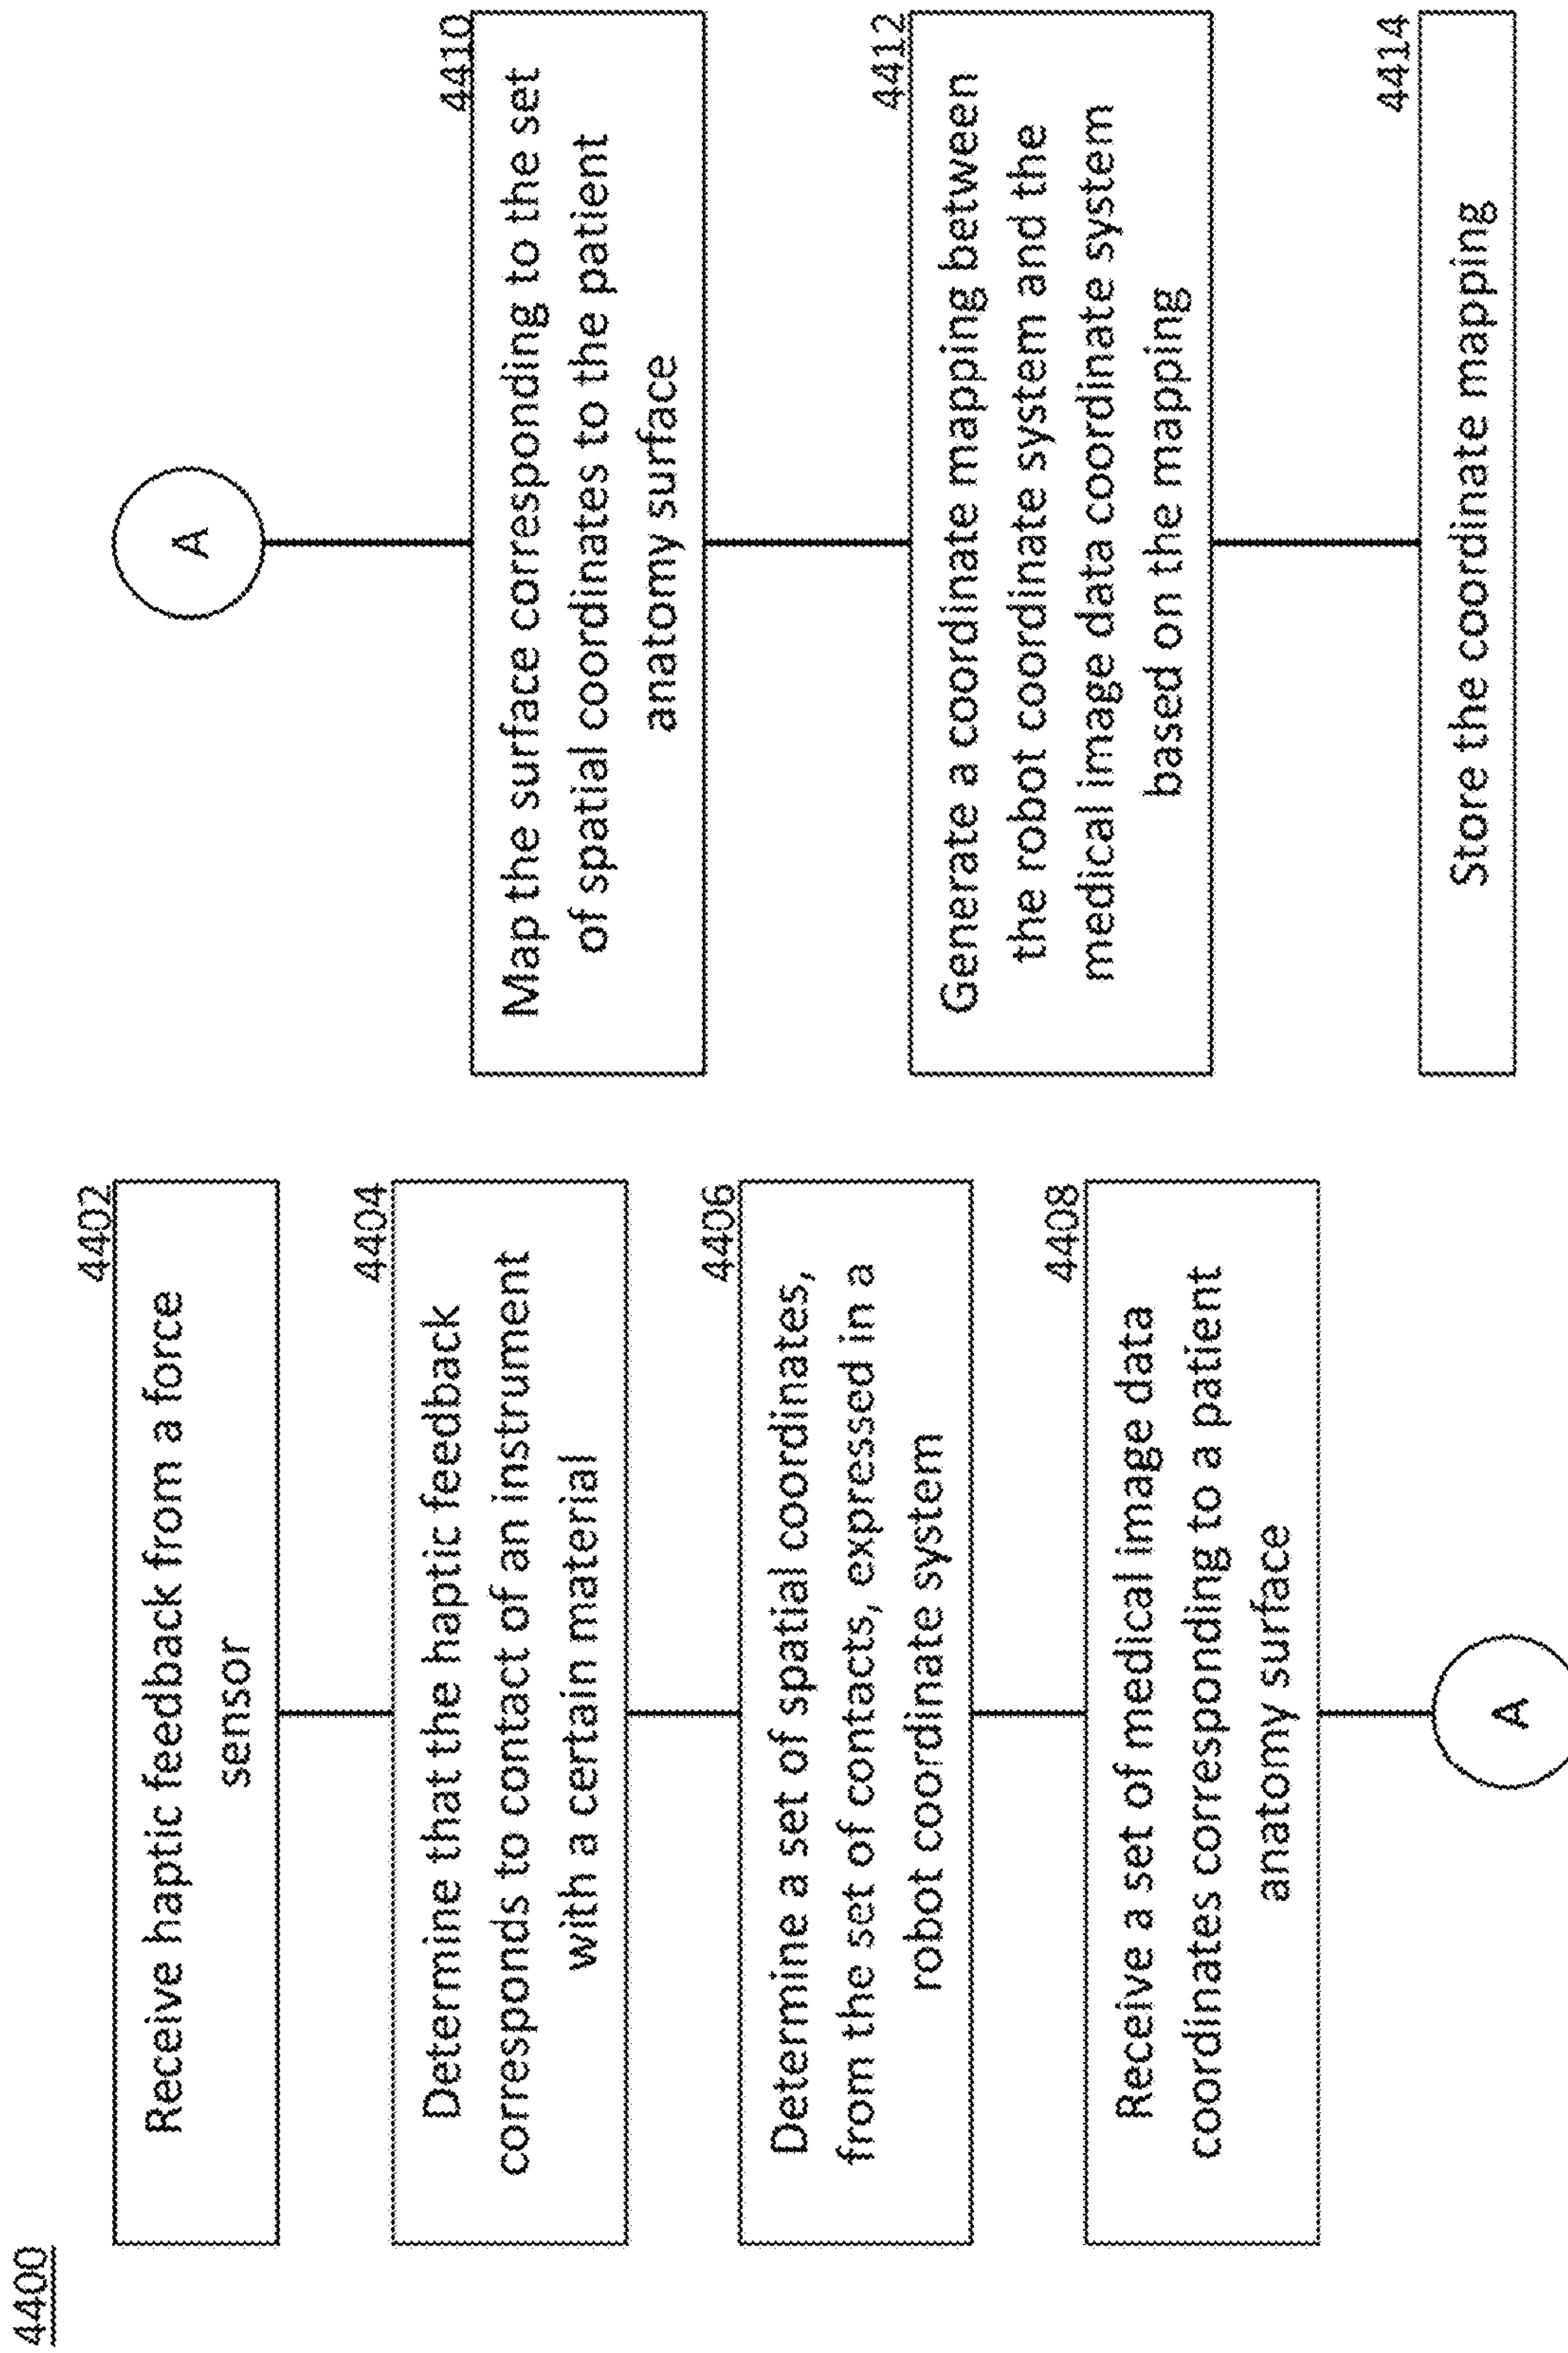 4400
4402
Receive haptic feedback from a force
sensor
4404
Determine that the haptic feedback
corresponds to contact of an instrument
with a certain material
4406
Determine a set of spatial coordinates,
from the set of contacts, expressed in a
robot coordinate system
4408
Receive a set of medical image data
coordinates corresponding to a patient
anatomy surface
A
A
4410
Map the surface corresponding to the set
of spatial coordinates to the patient
anatomy surface
4412
Generate a coordinate mapping between
the robot coordinate system and the
medical image data coordinate system
based on the mapping
4414
Store the coordinate mapping